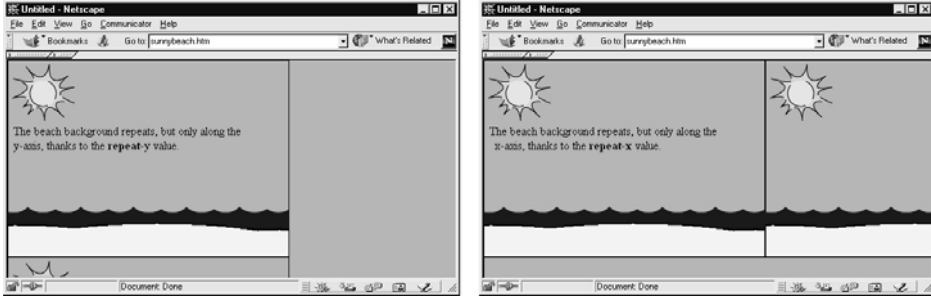 Untitled - Netscape
File Edit View Go Communicator Help
Bookmarks Go to: sunnybeach.htm What's Related N
The beach background repeats, but only along the
y-axis, thanks to the repeat-y value.
Document: Done
Untitled - Netscape
File Edit View Go Communicator Help
Bookmarks Go to: sunnybeach.htm What's Related N
The beach background repeats, but only along the
x-axis, thanks to the repeat-x value.
Document: Done